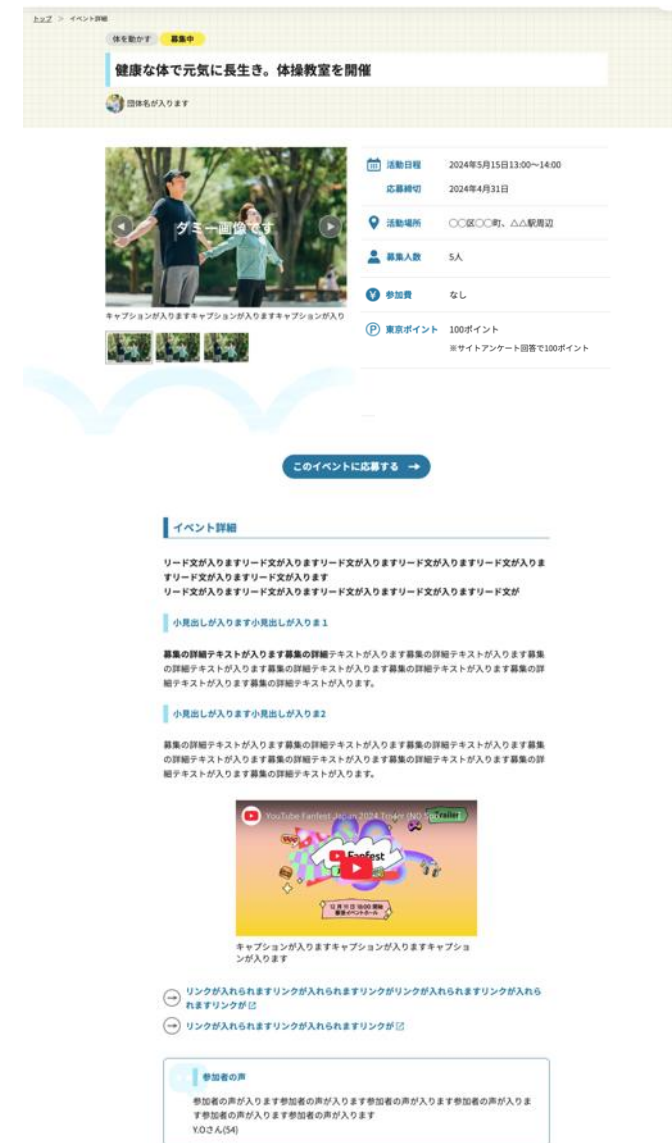 トップ > イベント詳細
体を動かす 募集中
健康な体で元気に長生き。体操教室を開催
団体名が入ります
ダミー画像です
キャプションが入りますキャプションが入りますキャプションが入り
活動日程 2024年5月15日13:00〜14:00
応募締切 2024年4月31日
活動場所 〇〇区〇〇町、△△駅周辺
募集人数 5人
参加費 なし
東京ポイント 100ポイント
※サイトアンケート回答で100ポイント
このイベントに応募する →
イベント詳細
リード文が入りますリード文が入りますリード文が入りますリード文が入りますリード文が入りま
すリード文が入りますリード文が入ります
リード文が入りますリード文が入りますリード文が入りますリード文が入りますリード文が
小見出しが入ります小見出しが入りま1
募集の詳細テキストが入ります募集の詳細テキストが入ります募集の詳細テキストが入ります募集
の詳細テキストが入ります募集の詳細テキストが入ります募集の詳細テキストが入ります募集の詳
細テキストが入ります募集の詳細テキストが入ります。
小見出しが入ります小見出しが入りま2
募集の詳細テキストが入ります募集の詳細テキストが入ります募集の詳細テキストが入ります募集
の詳細テキストが入ります募集の詳細テキストが入ります募集の詳細テキストが入ります募集の詳
細テキストが入ります募集の詳細テキストが入ります。
YouTube Fanfest Japan 2024
Trailer
Fanfest
キャプションが入りますキャプションが入りますキャプショ
ンが入ります
リンクが入れられますリンクが入れられますリンクがリンクが入れられますリンクが入れら
れますリンクが
リンクが入れられますリンクが入れられますリンクが
参加者の声
参加者の声が入ります参加者の声が入ります参加者の声が入ります参加者の声が入りま
す参加者の声が入ります参加者の声が入ります
Y.Oさん(54)